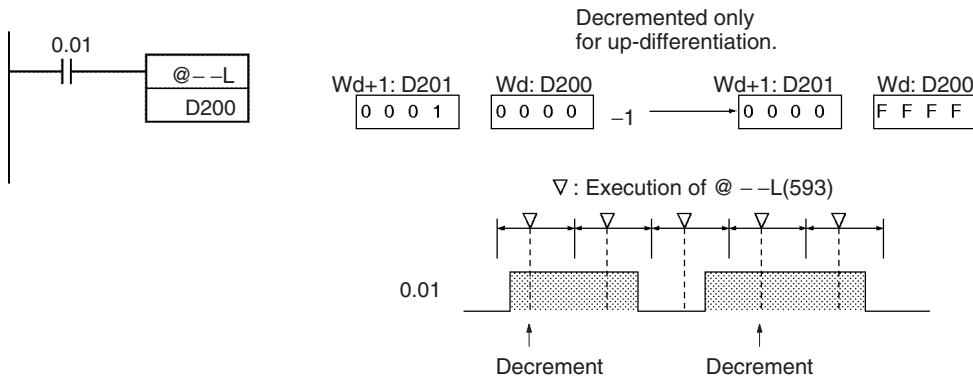 Decremented only
for up-differentiation.
0.01
@– –L
D200
Wd+1: D201 Wd: D200 Wd+1: D201 Wd: D200
0 0 0 1 0 0 0 0 –1 0 0 0 0 F F F F
▽ : Execution of @ – –L(593)
0.01
Decrement Decrement